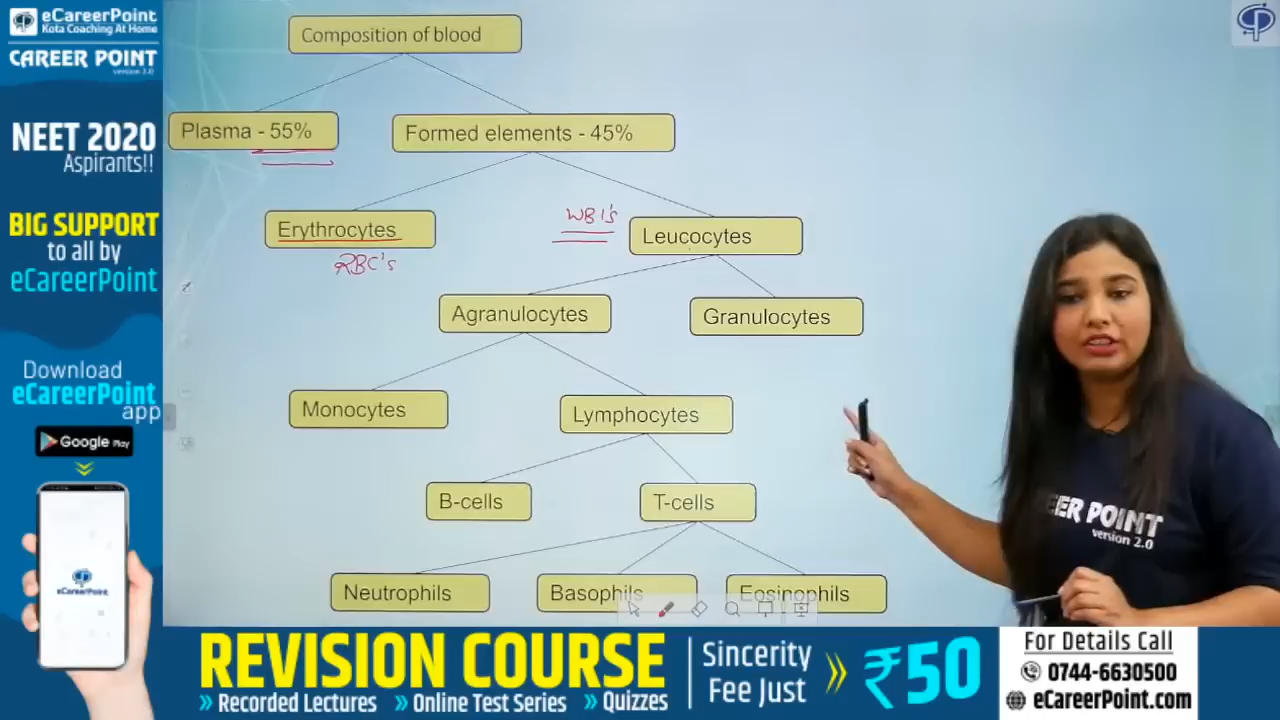 eCareerPoint
Kota Coaching At Home
CAREER POINT
version 2.0
NEET 2020
Aspirants!!
BIG SUPPORT
to all by
eCareerPoint
Download
eCareerPoint
app
Google Play
eCareerPoint
Composition of blood
Plasma - 55%
Formed elements - 45%
Erythrocytes
RBC's
WBC's
Leucocytes
Agranulocytes
Granulocytes
Monocytes
Lymphocytes
B-cells
T-cells
Neutrophils
Basophils
Eosinophils
EER POINT
version 2.0
REVISION COURSE
» Recorded Lectures » Online Test Series » Quizzes
Sincerity
Fee Just
» ₹50
For Details Call
0744-6630500
eCareerPoint.com